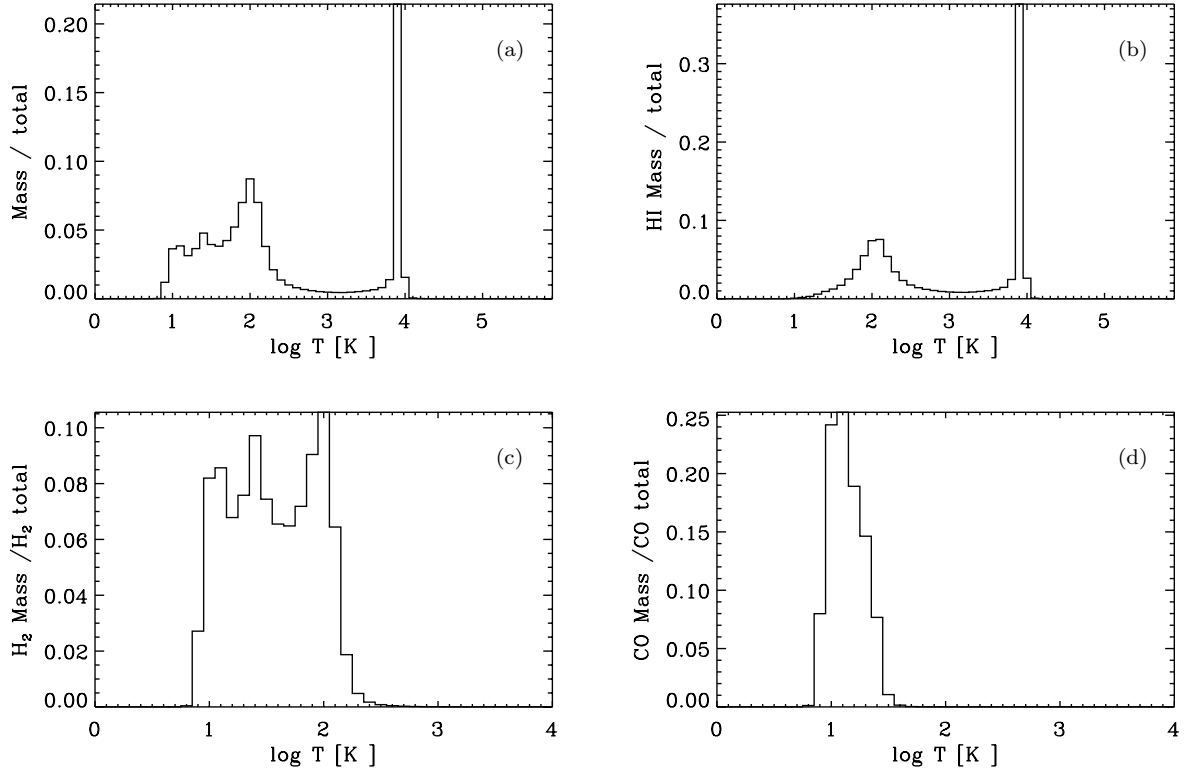 (a)
Mass / total
0.20
0.15
0.10
0.05
0.00
0 1 2 3 4 5
log T [K ]
(b)
HI Mass / total
0.3
0.2
0.1
0.0
0 1 2 3 4 5
log T [K ]
(c)
H₂ Mass /H₂ total
0.10
0.08
0.06
0.04
0.02
0.00
0 1 2 3 4
log T [K ]
(d)
CO Mass /CO total
0.25
0.20
0.15
0.10
0.05
0.00
0 1 2 3 4
log T [K ]